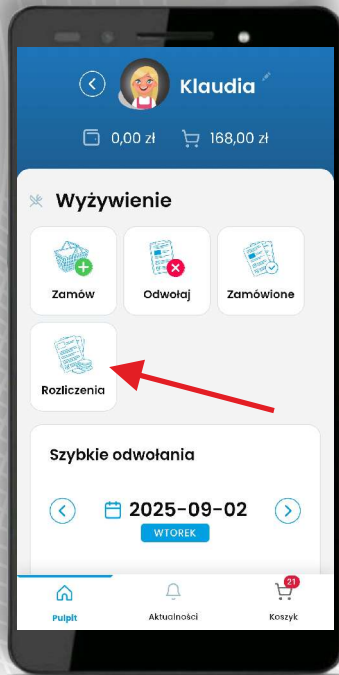 Klaudia
0,00 zł 168,00 zł
Wyżywienie
Zamów Odwołaj Zamówione
Rozliczenia
Szybkie odwołania
2025-09-02
WTOREK
21
Pulpit Aktualności Koszyk